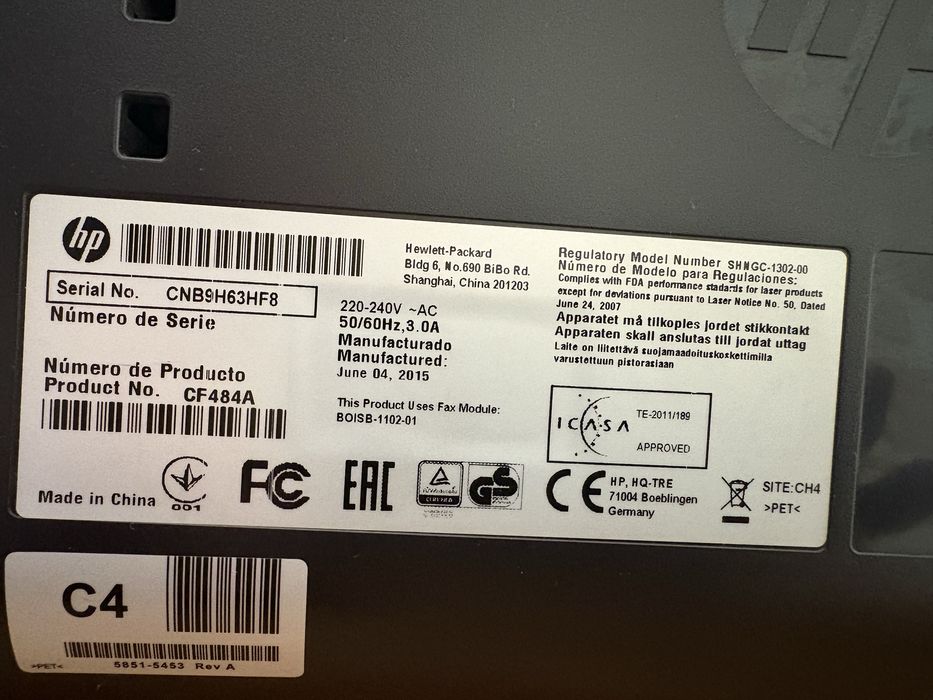 hp
Serial No. CNB9H63HF8
Número de Serie
Número de Producto
Product No. CF484A
Made in China
001
Hewlett-Packard
Bldg 6, No.690 BiBo Rd.
Shanghai, China 201203
220-240V ~AC
50/60Hz,3.0A
Manufacturado
Manufactured:
June 04, 2015
This Product Uses Fax Module:
BOISB-1102-01
Regulatory Model Number SHNGC-1302-00
Número de Modelo para Regulaciones:
Complies with FDA performance stadards for laser products
except for deviations pursuant to Laser Notice No. 50, Dated
June 24, 2007
Apparatet må tilkoples jordet stikkontakt
Apparaten skall anslutas till jordat uttag
Laite on liitettävä suojamaadoituskoskettimilla
varustettuun pistorasiaan
ICASA
TE-2011/189
APPROVED
FC
EAC
GS
CE
HP, HQ-TRE
71004 Boeblingen
Germany
SITE:CH4
>PET<
C4
>PET<
5851-5453 Rev A